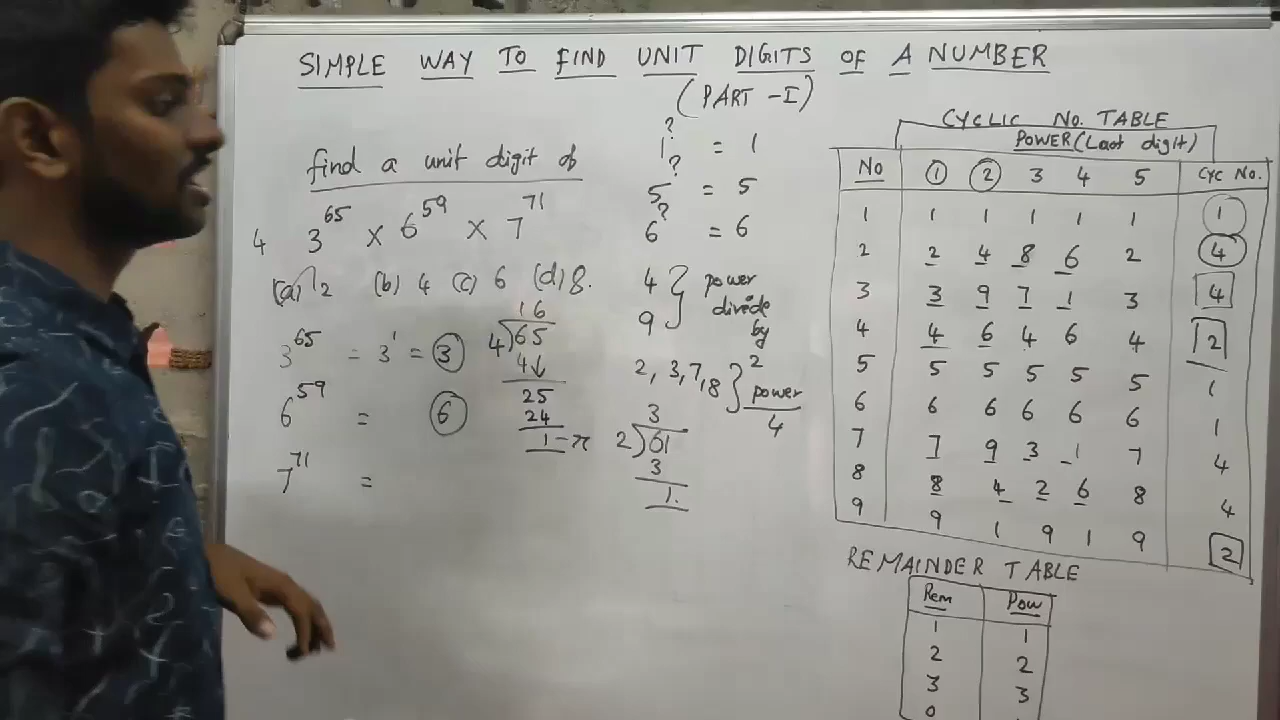 SIMPLE WAY TO FIND UNIT DIGITS OF A NUMBER
(PART -I)
find a unit digit of
4 3^65 X 6^59 X 7^71
(a) 2 (b) 4 (c) 6 (d) 8.
3^65 = 3^1 = 3
6^59 = 6
7^71 =
16
4)65
4↓
25
24
1
1^? = 1
5^? = 5
6^? = 6
4 } power
9 } divide
by
2
2, 3, 7, 8 } power
4
3
2)61
3
1.
CYCLIC No. TABLE
POWER (Last digit)
No 1 2 3 4 5 Cyc No.
1 1 1 1 1 1 1
2 2 4 8 6 2 4
3 3 9 7 1 3 4
4 4 6 4 6 4 2
5 5 5 5 5 5 1
6 6 6 6 6 6 1
7 7 9 3 1 7 4
8 8 4 2 6 8 4
9 9 1 9 1 9 2
REMAINDER TABLE
Rem Pow
1 1
2 2
3 3
0